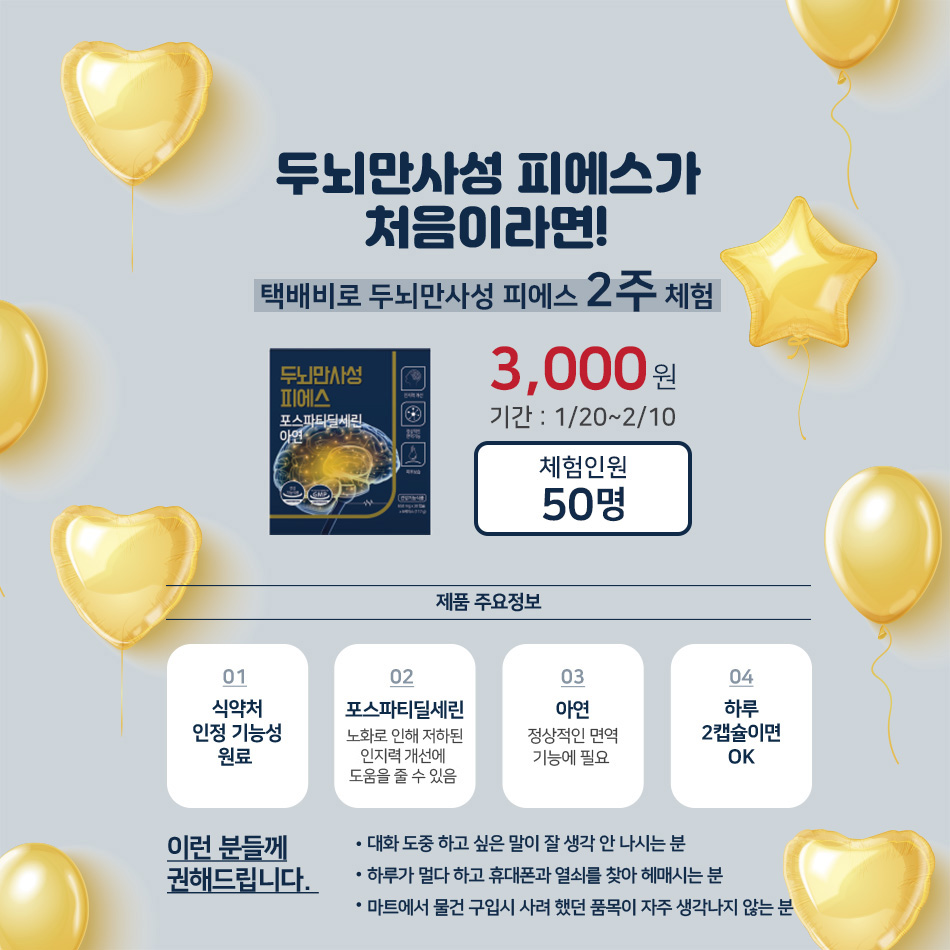 두뇌만사성 피에스가
처음이라면!
택배비로 두뇌만사성 피에스 2주 체험
두뇌만사성
피에스
포스파티딜세린
아연
GMP
건강기능식품
3,000원
기간 : 1/20~2/10
체험인원
50명
제품 주요정보
01
식약처
인정 기능성
원료
02
포스파티딜세린
노화로 인해 저하된
인지력 개선에
도움을 줄 수 있음
03
아연
정상적인 면역
기능에 필요
04
하루
2캡슐이면
OK
이런 분들께
권해드립니다.
• 대화 도중 하고 싶은 말이 잘 생각 안 나시는 분
• 하루가 멀다 하고 휴대폰과 열쇠를 찾아 헤매시는 분
• 마트에서 물건 구입시 사려 했던 품목이 자주 생각나지 않는 분